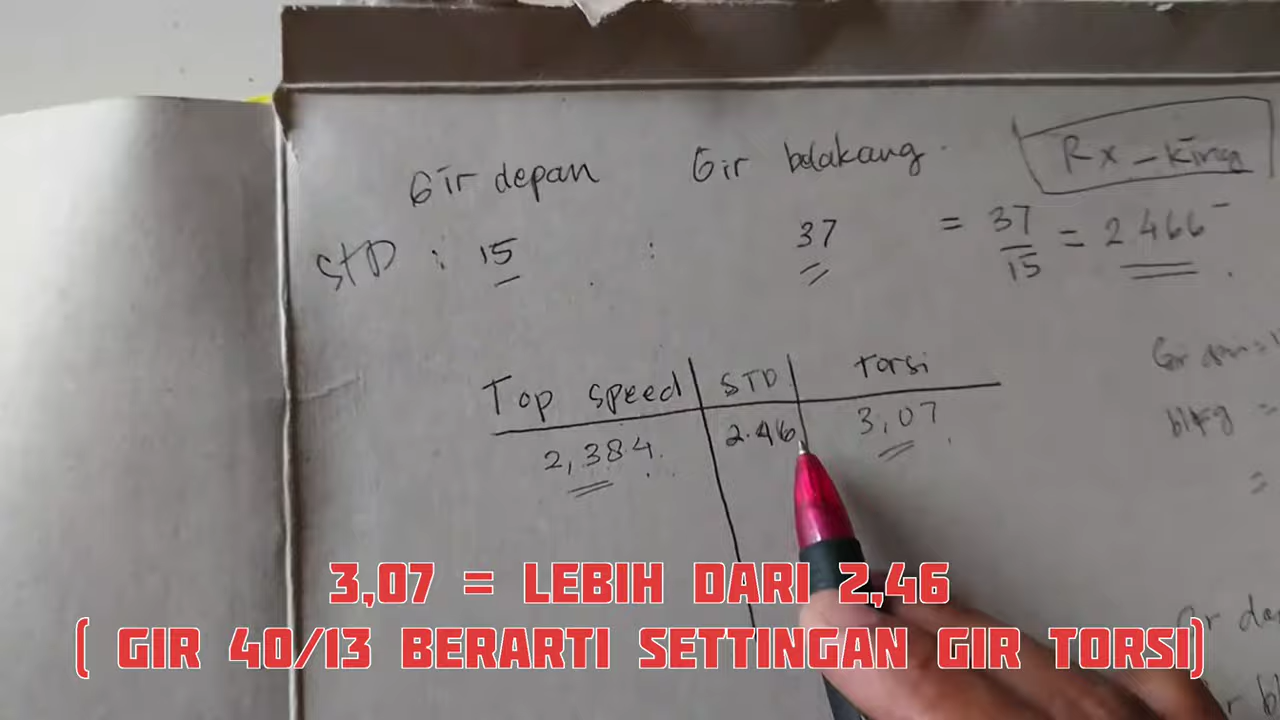 Rx-King
Gir depan Gir belakang.
STD : 15 : 37 = 37/15 = 2.466
Top speed STD Torsi
2,384. 2.46 3,07
blkg =
=
3,07 = LEBIH DARI 2,46
( GIR 40/13 BERARTI SETTINGAN GIR TORSI)